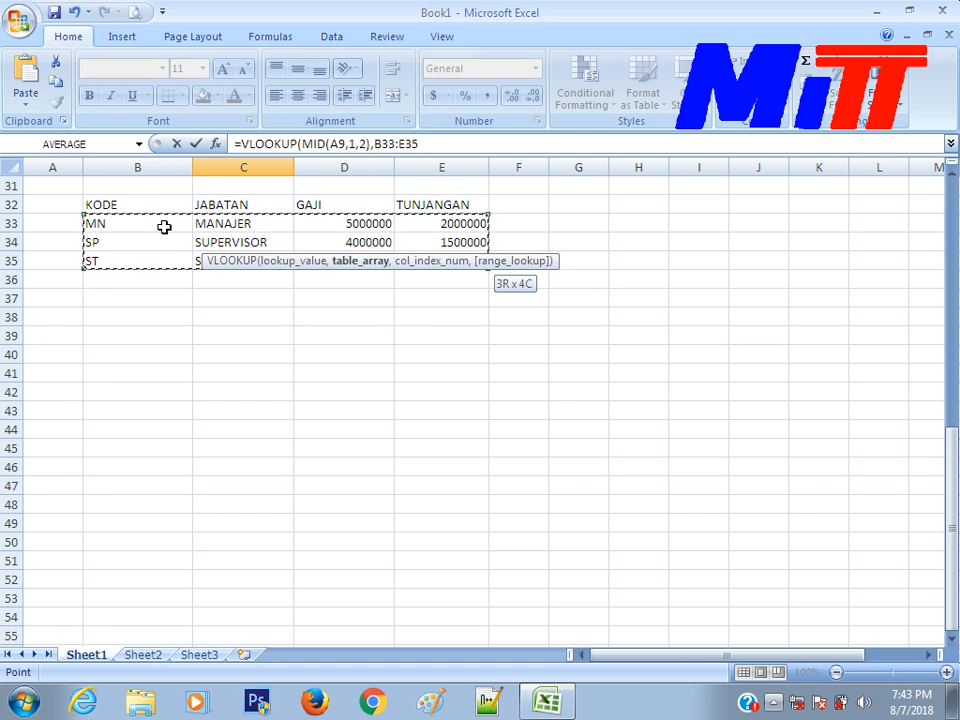 Book1 - Microsoft Excel
Home Insert Page Layout Formulas Data Review View
Paste
11 A A
General
B I U
A
$ % ,
Conditional Formatting
Format as Table
Σ
MiTT
Clipboard Font Alignment Number Styles
AVERAGE
fx
=VLOOKUP(MID(A9,1,2),B33:E35
A B C D E F G H I J K L M
31
32 KODE JABATAN GAJI TUNJANGAN
33 MN MANAJER 5000000 2000000
34 SP SUPERVISOR 4000000 1500000
35 ST S
VLOOKUP(lookup_value, table_array, col_index_num, [range_lookup])
36
3R x 4C
37
38
39
40
41
42
43
44
45
46
47
48
49
50
51
52
53
54
55
Sheet1 Sheet2 Sheet3
Point
100%
Ps
7:43 PM
8/7/2018